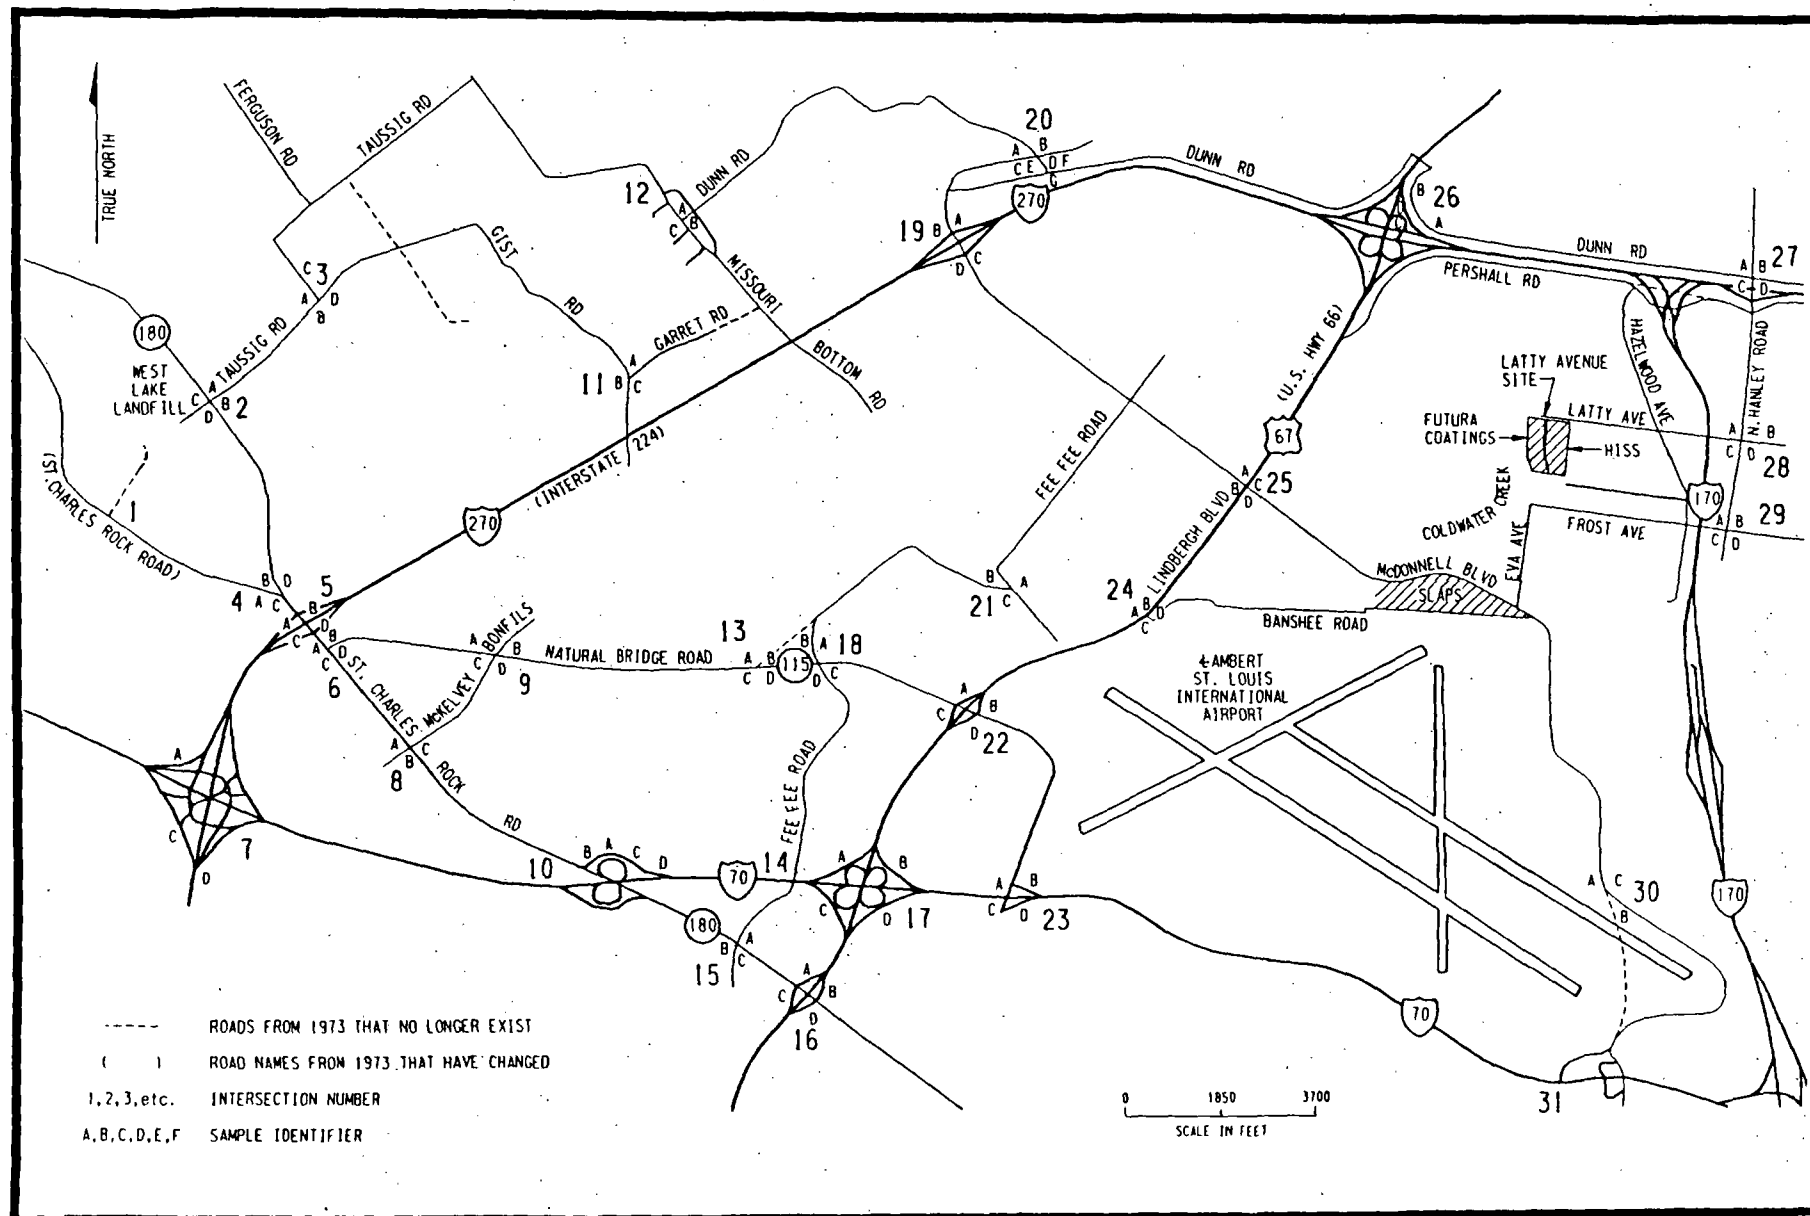 TRUE NORTH
FERGUSON RD
TAUSSIG RD
DUNN RD
12
A
B
C
20
A B
C E D F
G
270
DUNN RD
26
B
A
DUNN RD
PERSHALL RD
27
A B
C D
19
B A
D C
GIST
RD
MISSOURI
BOTTOM
RD
GARRET RD
11
A
B C
3
C
A D
B
180
TAUSSIG RD
WEST
LAKE
LANDFILL
A
C B
D
2
(ST. CHARLES ROCK ROAD)
1
270
(INTERSTATE 224)
FEE FEE ROAD
(U.S. HWY 66)
67
LINDBERGH BLVD
A
B C
D
25
HAZELWOOD AVE
N. HANLEY ROAD
LATTY AVENUE
SITE
LATTY AVE
FUTURA
COATINGS
HISS
A B
C D
28
COLDWATER CREEK
170
EVA AVE
FROST AVE
A B
C D
29
McDONNELL BLVD
SLAPS
BANSHEE ROAD
24
A B
C D
B A
C
21
4
B D
A C
5
B
A
C D
6
B
A D
C
ST. CHARLES
ROCK
RD
McKELVEY
BONFILS
A
C B
D
9
NATURAL BRIDGE ROAD
13
A B
C D
115
B A
D C
18
A
C
B
8
7
A
C
D
FEE FEE ROAD
A
C B
D
22
LAMBERT
ST. LOUIS
INTERNATIONAL
AIRPORT
10
B A C D
70
14
A B
C D
17
A B
C D
23
180
B A
C
15
A
C B
D
16
70
A C
B
30
170
31
----- ROADS FROM 1973 THAT NO LONGER EXIST
( ) ROAD NAMES FROM 1973 THAT HAVE CHANGED
1,2,3,etc. INTERSECTION NUMBER
A,B,C,D,E,F SAMPLE IDENTIFIER
0 1850 3700
SCALE IN FEET